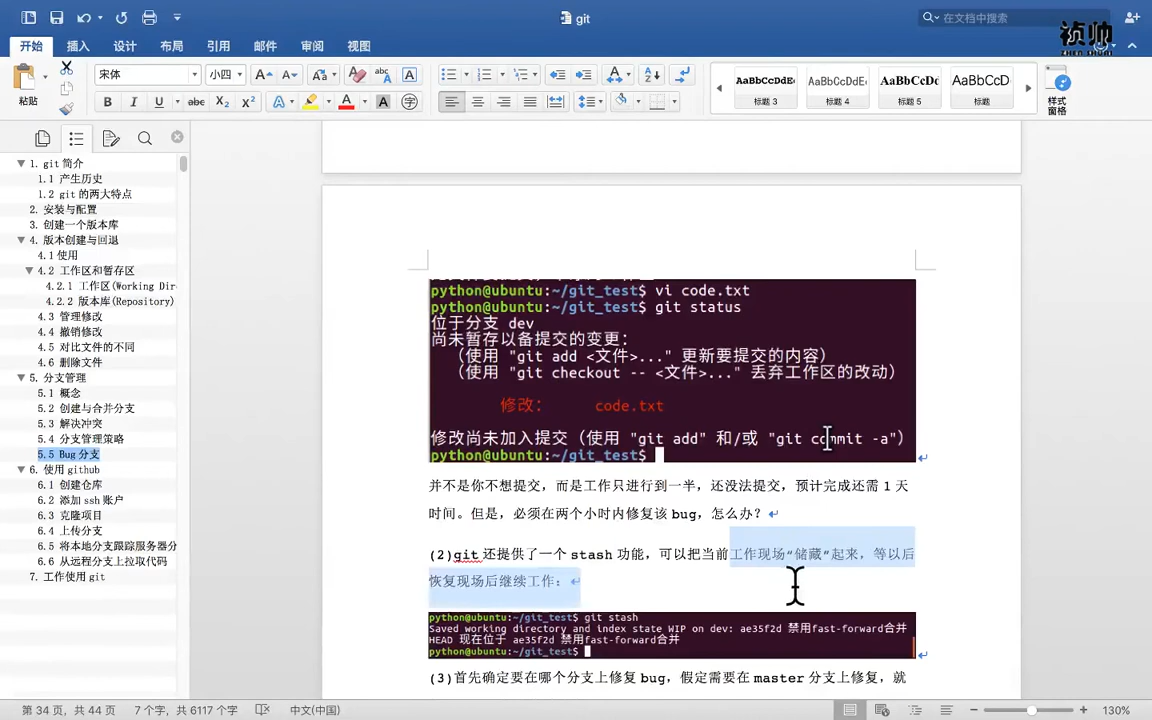 git
在文档中搜索
祯帅
ZHEN SHUAI
开始 插入 设计 布局 引用 邮件 审阅 视图
粘贴
宋体 小四
AaBbCcDdEe AaBbCcDdEe AaBbCcDc AaBbCcD
标题 3 标题 4 标题 5 标题
样式
窗格
1. git 简介
1.1 产生历史
1.2 git 的两大特点
2. 安装与配置
3. 创建一个版本库
4. 版本创建与回退
4.1 使用
4.2 工作区和暂存区
4.2.1 工作区(Working Dir
4.2.2 版本库(Repository)
4.3 管理修改
4.4 撤销修改
4.5 对比文件的不同
4.6 删除文件
5. 分支管理
5.1 概念
5.2 创建与合并分支
5.3 解决冲突
5.4 分支管理策略
5.5 Bug 分支
6. 使用 github
6.1 创建仓库
6.2 添加 ssh 账户
6.3 克隆项目
6.4 上传分支
6.5 将本地分支跟踪服务器分
6.6 从远程分支上拉取代码
7. 工作使用 git
python@ubuntu:~/git_test$ vi code.txt
python@ubuntu:~/git_test$ git status
位于分支 dev
尚未暂存以备提交的变更：
（使用 "git add <文件>..." 更新要提交的内容）
（使用 "git checkout -- <文件>..." 丢弃工作区的改动）
修改： code.txt
修改尚未加入提交（使用 "git add" 和/或 "git commit -a"）
python@ubuntu:~/git_test$
并不是你不想提交，而是工作只进行到一半，还没法提交，预计完成还需 1 天
时间。但是，必须在两个小时内修复该 bug，怎么办？
(2)git 还提供了一个 stash 功能，可以把当前工作现场“储藏”起来，等以后
恢复现场后继续工作：
python@ubuntu:~/git_test$ git stash
Saved working directory and index state WIP on dev: ae35f2d 禁用fast-forward合并
HEAD 现在位于 ae35f2d 禁用fast-forward合并
python@ubuntu:~/git_test$
(3)首先确定要在哪个分支上修复 bug，假定需要在 master 分支上修复，就
第 34 页，共 44 页 7 个字，共 6117 个字 中文(中国) 130%